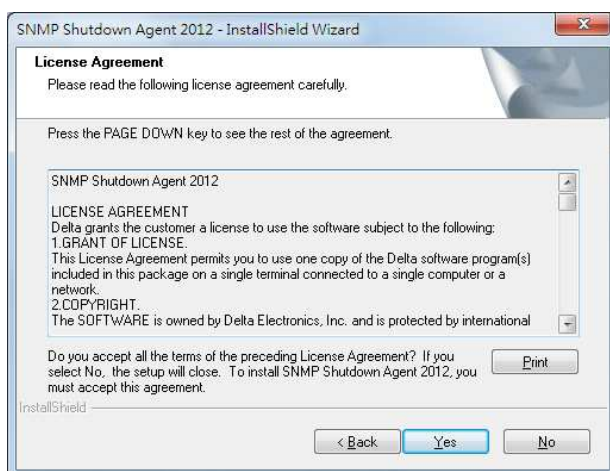 SNMP Shutdown Agent 2012 - InstallShield Wizard
License Agreement
Please read the following license agreement carefully.
Press the PAGE DOWN key to see the rest of the agreement.
SNMP Shutdown Agent 2012
LICENSE AGREEMENT
Delta grants the customer a license to use the software subject to the following:
1.GRANT OF LICENSE.
This License Agreement permits you to use one copy of the Delta software program(s)
included in this package on a single terminal connected to a single computer or a
network.
2.COPYRIGHT.
The SOFTWARE is owned by Delta Electronics, Inc. and is protected by international
Do you accept all the terms of the preceding License Agreement? If you
select No, the setup will close. To install SNMP Shutdown Agent 2012, you
must accept this agreement.
Print
InstallShield
< Back
Yes
No